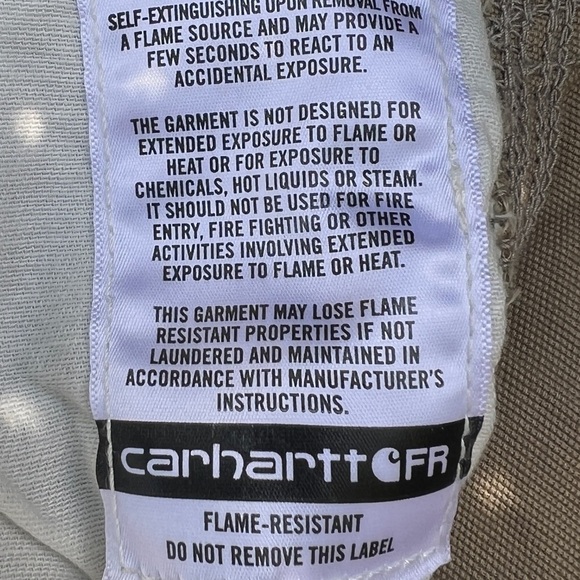 SELF-EXTINGUISHING UPON REMOVAL FROM
A FLAME SOURCE AND MAY PROVIDE A
FEW SECONDS TO REACT TO AN
ACCIDENTAL EXPOSURE.
THE GARMENT IS NOT DESIGNED FOR
EXTENDED EXPOSURE TO FLAME OR
HEAT OR FOR EXPOSURE TO
CHEMICALS, HOT LIQUIDS OR STEAM.
IT SHOULD NOT BE USED FOR FIRE
ENTRY, FIRE FIGHTING OR OTHER
ACTIVITIES INVOLVING EXTENDED
EXPOSURE TO FLAME OR HEAT.
THIS GARMENT MAY LOSE FLAME
RESISTANT PROPERTIES IF NOT
LAUNDERED AND MAINTAINED IN
ACCORDANCE WITH MANUFACTURER'S
INSTRUCTIONS.
carhartt FR
FLAME-RESISTANT
DO NOT REMOVE THIS LABEL